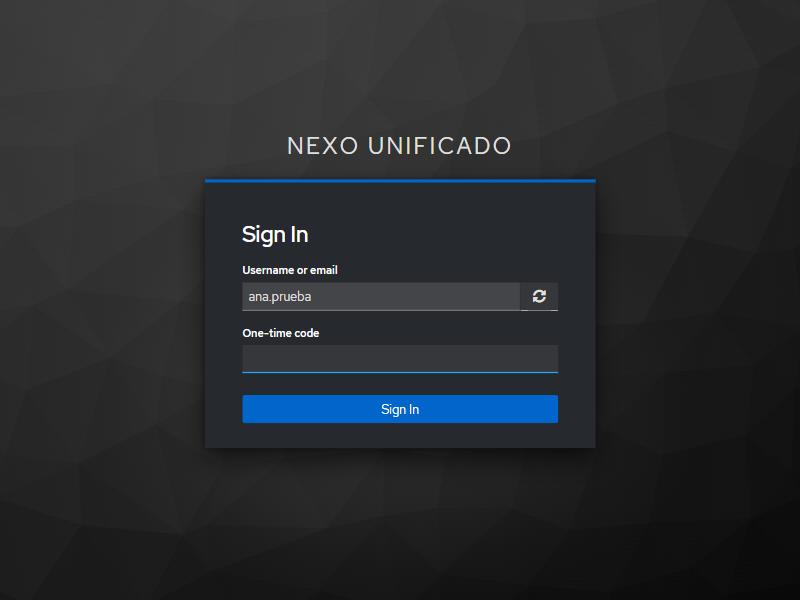 NEXO UNIFICADO
Sign In
Username or email
ana.prueba
One-time code
Sign In